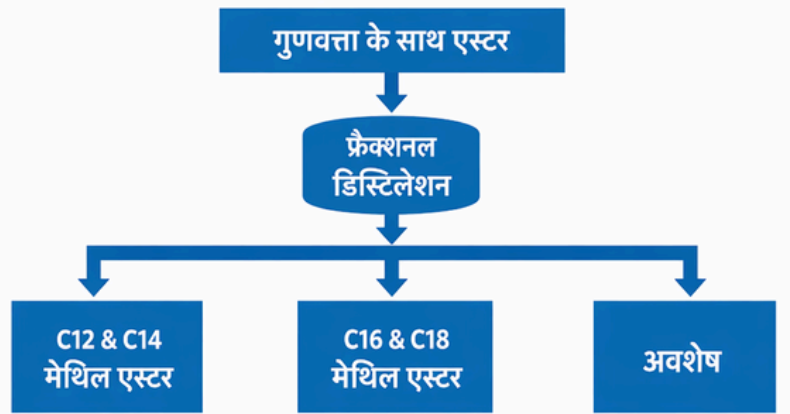 गुणवत्ता के साथ एस्टर
फ्रैक्शनल
डिस्टिलेशन
C12 & C14
मेथिल एस्टर
C16 & C18
मेथिल एस्टर
अवशेष